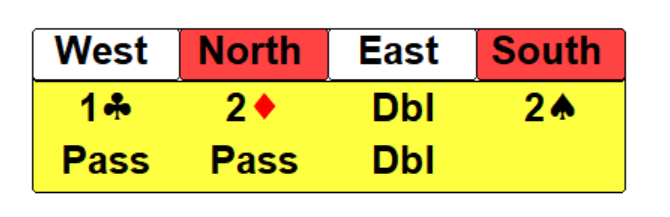 West North East South
1♣ 2♦ Dbl 2♠
Pass Pass Dbl